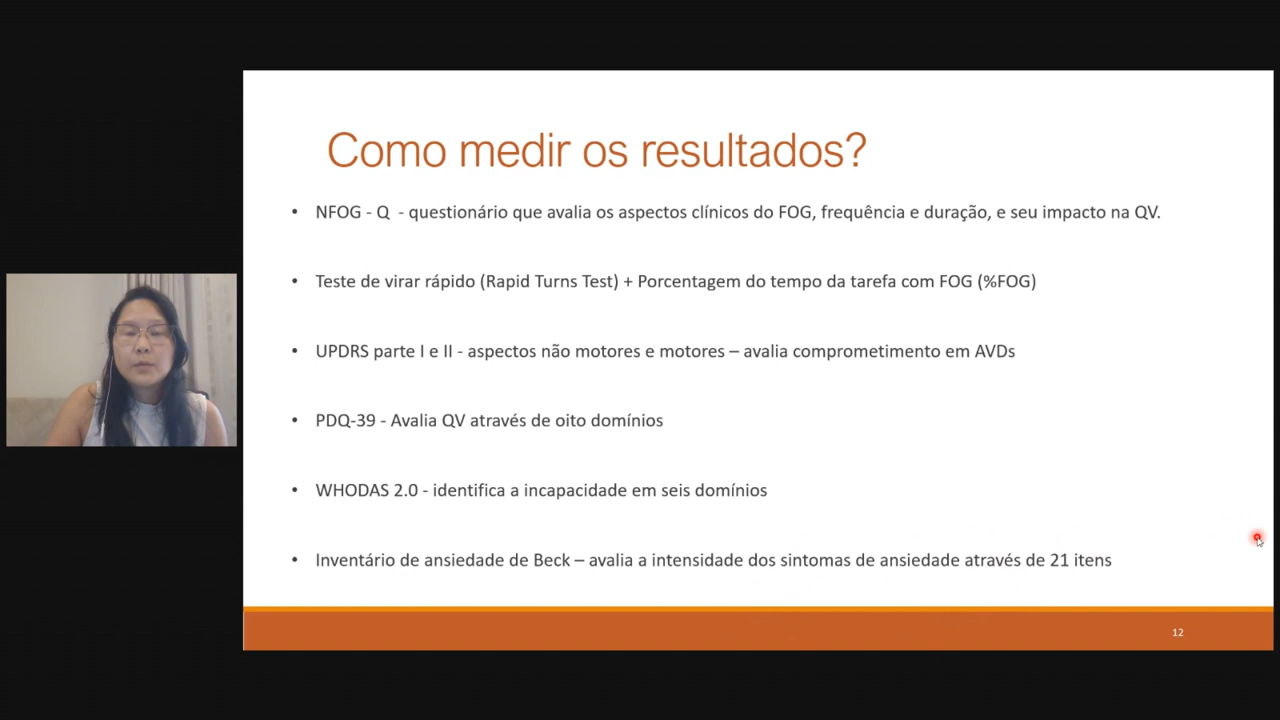 Como medir os resultados?
• NFOG - Q - questionário que avalia os aspectos clínicos do FOG, frequência e duração, e seu impacto na QV.
• Teste de virar rápido (Rapid Turns Test) + Porcentagem do tempo da tarefa com FOG (%FOG)
• UPDRS parte I e II - aspectos não motores e motores – avalia comprometimento em AVDs
• PDQ-39 - Avalia QV através de oito domínios
• WHODAS 2.0 - identifica a incapacidade em seis domínios
• Inventário de ansiedade de Beck – avalia a intensidade dos sintomas de ansiedade através de 21 itens
12